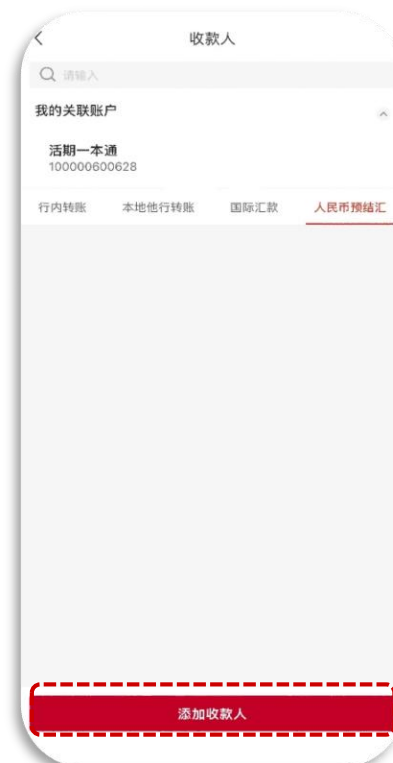 收款人
请输入
我的关联账户
活期一本通
100000600628
行内转账 本地他行转账 国际汇款 人民币预结汇
添加收款人